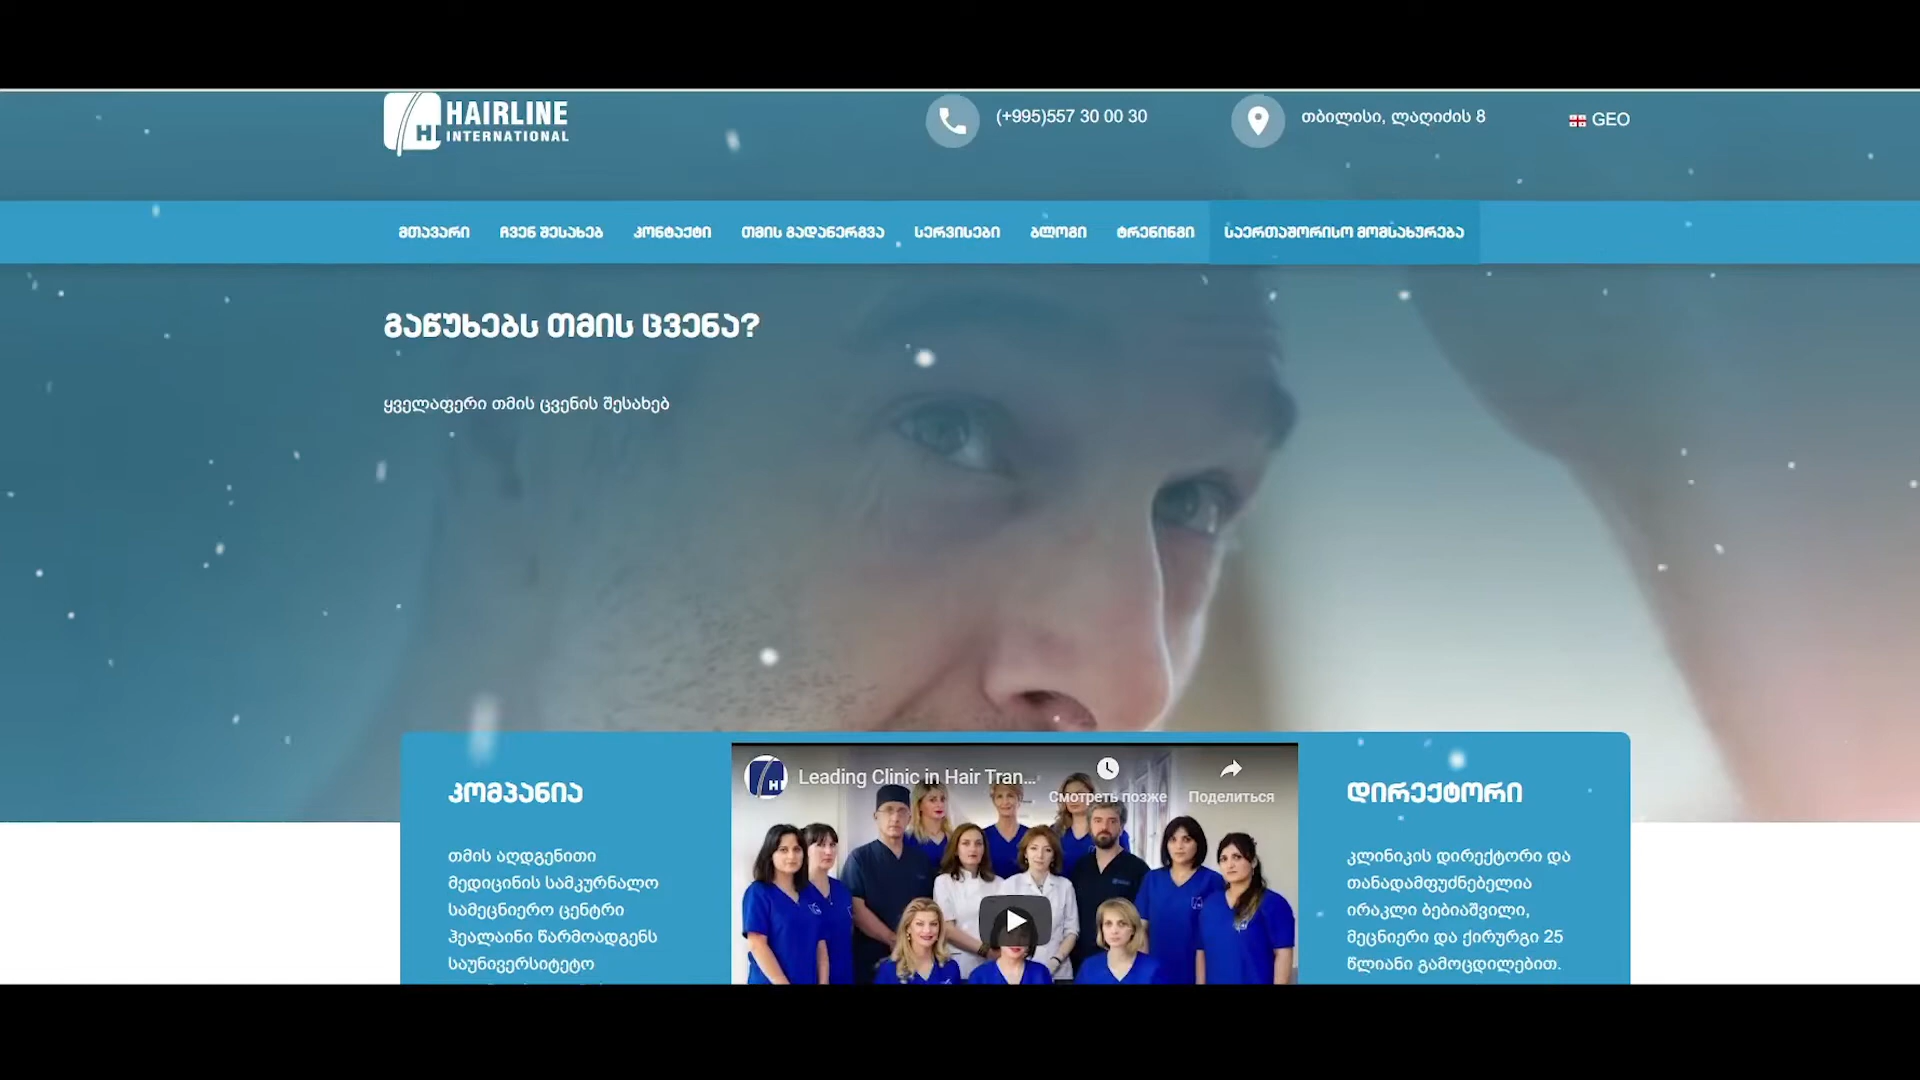 HAIRLINE
INTERNATIONAL
(+995)557 30 00 30
თბილისი, ლაღიძის 8
GEO
მთავარი
ჩვენ შესახებ
კონტაქტი
თმის გადანერგვა
სერვისები
ბლოგი
ტრენინგი
საერთაშორისო მომსახურება
გაწუხებს თმის ცვენა?
ყველაფერი თმის ცვენის შესახებ
კომპანია
თმის აღდგენითი
მედიცინის სამკურნალო
სამეცნიერო ცენტრი
ჰეალაინი წარმოადგენს
საუნივერსიტეტო
Leading Clinic in Hair Tran...
Смотреть позже
Поделиться
დირექტორი
კლინიკის დირექტორი და
თანადამფუძნებელია
ირაკლი ბებიაშვილი,
მეცნიერი და ქირურგი 25
წლიანი გამოცდილებით.